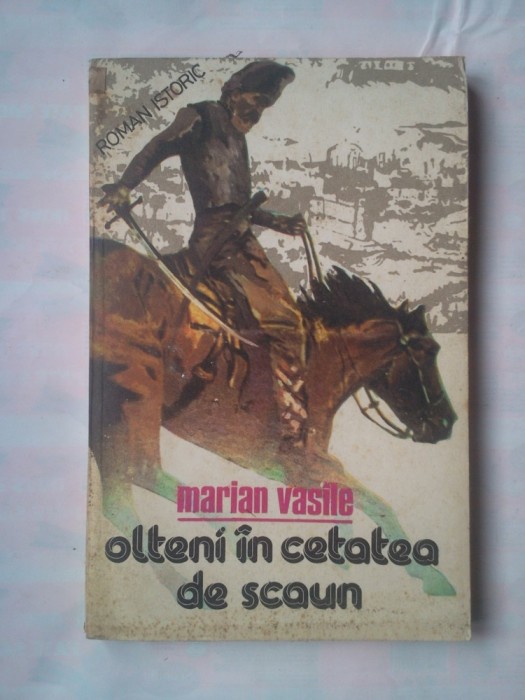 ROMAN ISTORIC
marian vasile
olteni în cetatea
de scaun